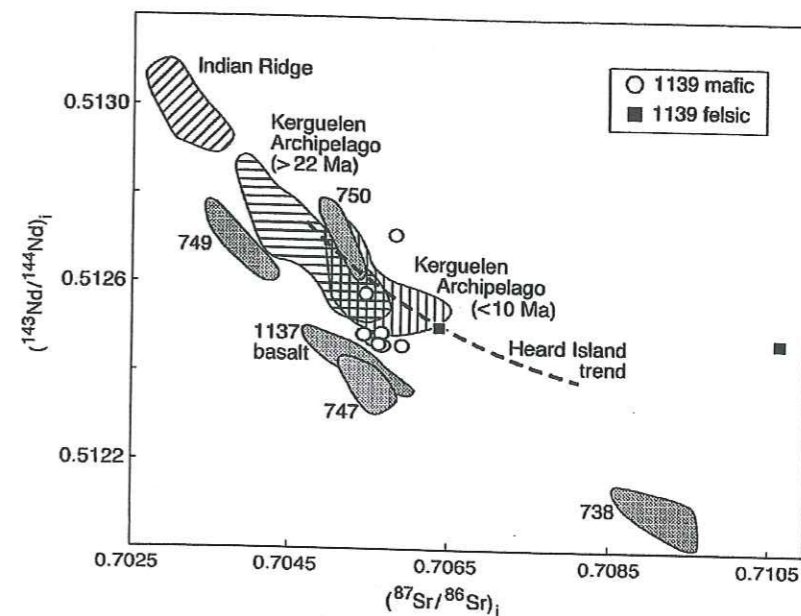 Indian Ridge
○ 1139 mafic
■ 1139 felsic
Kerguelen
Archipelago
(> 22 Ma)
750
749
Kerguelen
Archipelago
(<10 Ma)
1137
basalt
747
Heard Island
trend
738
(¹⁴³Nd/¹⁴⁴Nd)ᵢ
0.5130
0.5126
0.5122
0.7025
0.7045
0.7065
0.7085
0.7105
(⁸⁷Sr/⁸⁶Sr)ᵢ